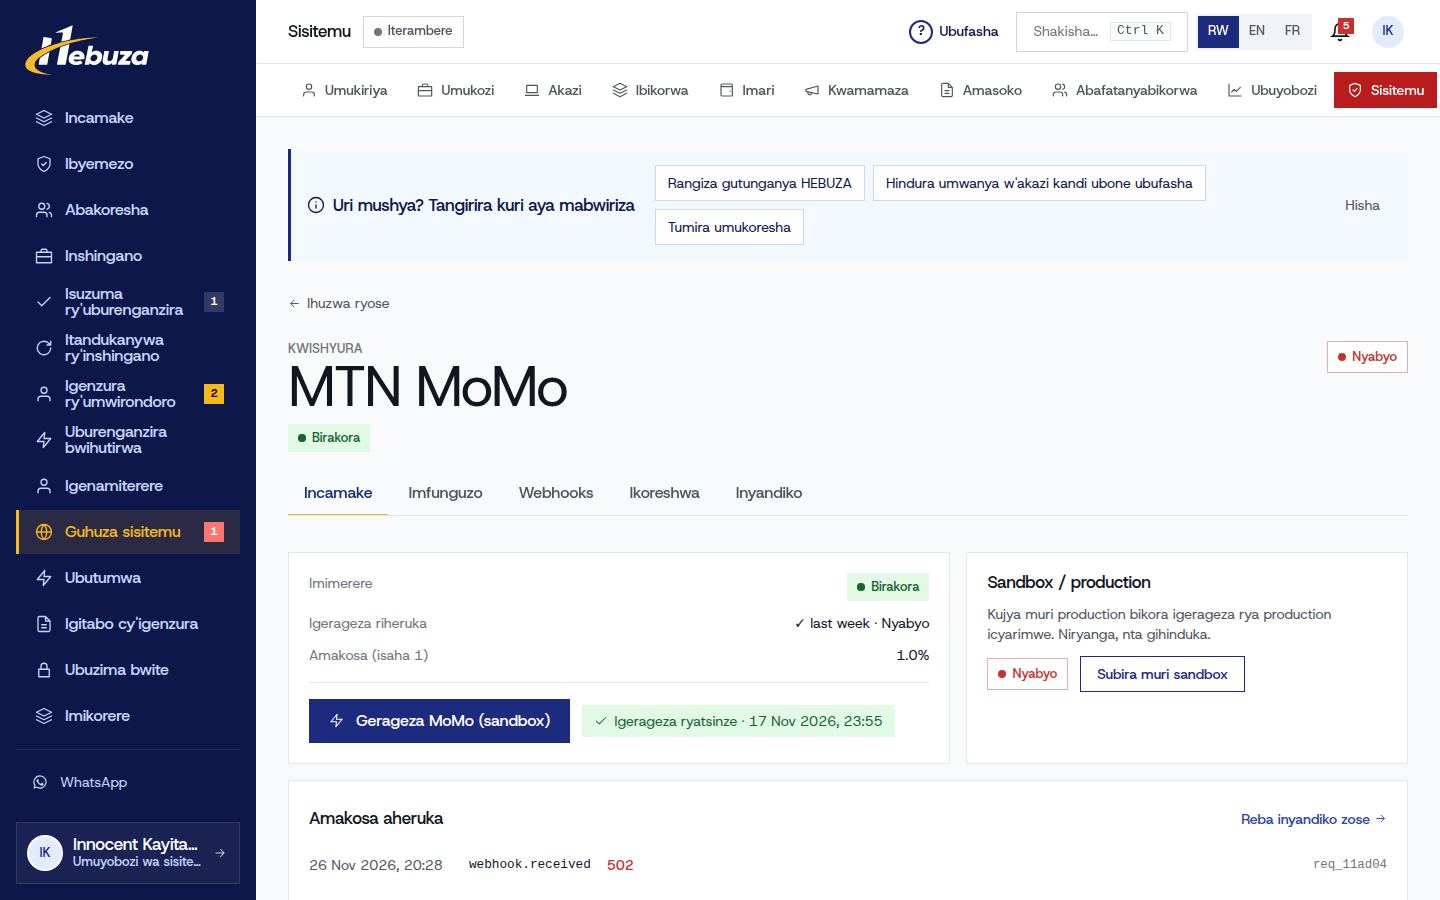 Hebuza
Incamake
Ibyemezo
Abakoresha
Inshingano
Isuzuma
ry'uburenganzira
1
Itandukanywa
ry'inshingano
Igenzura
ry'umwirondoro
2
Uburenganzira
bwihutirwa
Igenamiterere
Guhuza sisitemu
1
Ubutumwa
Igitabo cy'igenzura
Ubuzima bwite
Imikorere
WhatsApp
IK
Innocent Kayita...
Umuyobozi wa sisite...
Sisitemu
Iterambere
? Ubufasha
Shakisha... Ctrl K
RW EN FR
5
IK
Umukiriya Umukozi Akazi Ibikorwa Imari Kwamamaza Amasoko Abafatanyabikorwa Ubuyobozi Sisitemu
Uri mushya? Tangirira kuri aya mabwiriza
Rangiza gutunganya HEBUZA
Hindura umwanya w'akazi kandi ubone ubufasha
Tumira umukoresha
Hisha
← Ihuzwa ryose
KWISHYURA
MTN MoMo
Nyabyo
Birakora
Incamake Imfunguzo Webhooks Ikoreshwa Inyandiko
Imimerere Birakora
Igerageza riheruka ✓ last week · Nyabyo
Amakosa (isaha 1) 1.0%
Gerageza MoMo (sandbox)
Igerageza ryatsinze · 17 Nov 2026, 23:55
Sandbox / production
Kujya muri production bikora igerageza rya production
icyarimwe. Niryanga, nta gihinduka.
Nyabyo
Subira muri sandbox
Amakosa aheruka
Reba inyandiko zose →
26 Nov 2026, 20:28 webhook.received 502 req_11ad04